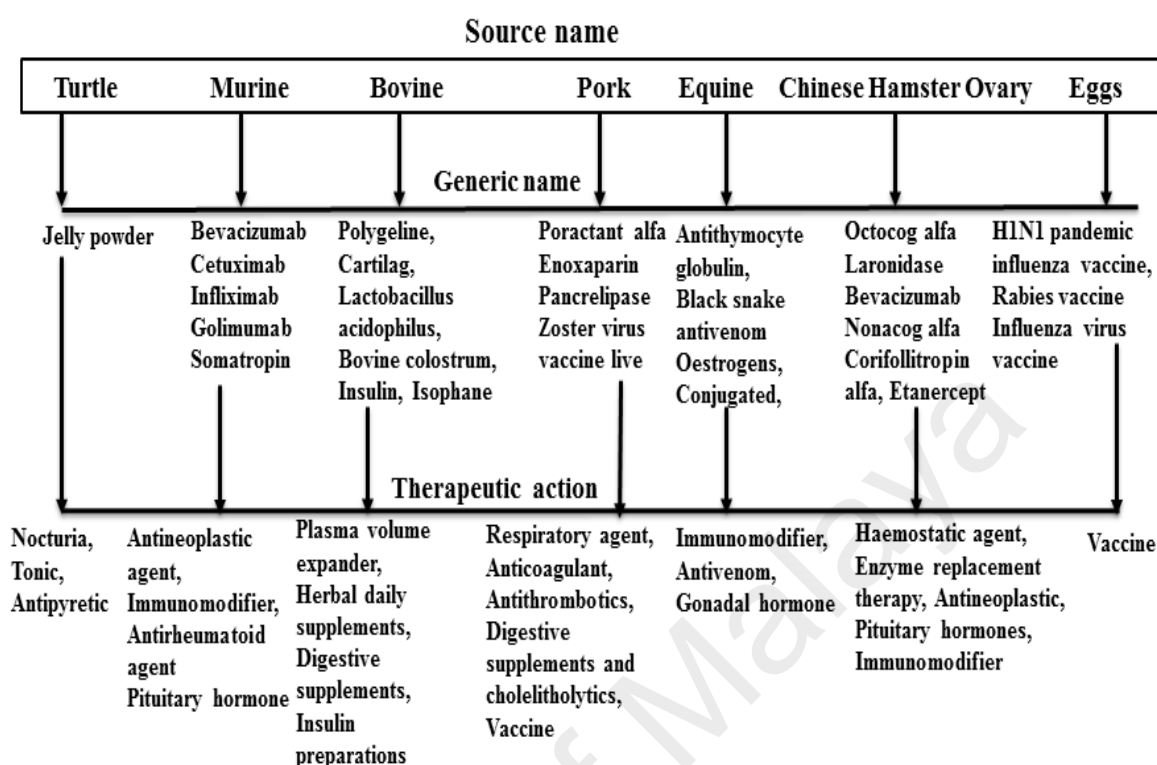 Source name
Turtle Murine Bovine Pork Equine Chinese Hamster Ovary Eggs
Generic name
Jelly powder
Bevacizumab
Cetuximab
Infliximab
Golimumab
Somatropin
Polygeline,
Cartilag,
Lactobacillus
acidophilus,
Bovine colostrum,
Insulin, Isophane
Poractant alfa
Enoxaparin
Pancrelipase
Zoster virus
vaccine live
Antithymocyte
globulin,
Black snake
antivenom
Oestrogens,
Conjugated,
Octocog alfa
Laronidase
Bevacizumab
Nonacog alfa
Corifollitropin
alfa, Etanercept
H1N1 pandemic
influenza vaccine,
Rabies vaccine
Influenza virus
vaccine
Therapeutic action
Nocturia,
Tonic,
Antipyretic
Antineoplastic
agent,
Immunomodifier,
Antirheumatoid
agent
Pituitary hormone
Plasma volume
expander,
Herbal daily
supplements,
Digestive
supplements,
Insulin
preparations
Respiratory agent,
Anticoagulant,
Antithrombotics,
Digestive
supplements and
cholelitholytics,
Vaccine
Immunomodifier,
Antivenom,
Gonadal hormone
Haemostatic agent,
Enzyme replacement
therapy, Antineoplastic,
Pituitary hormones,
Immunomodifier
Vaccine
of Malaya